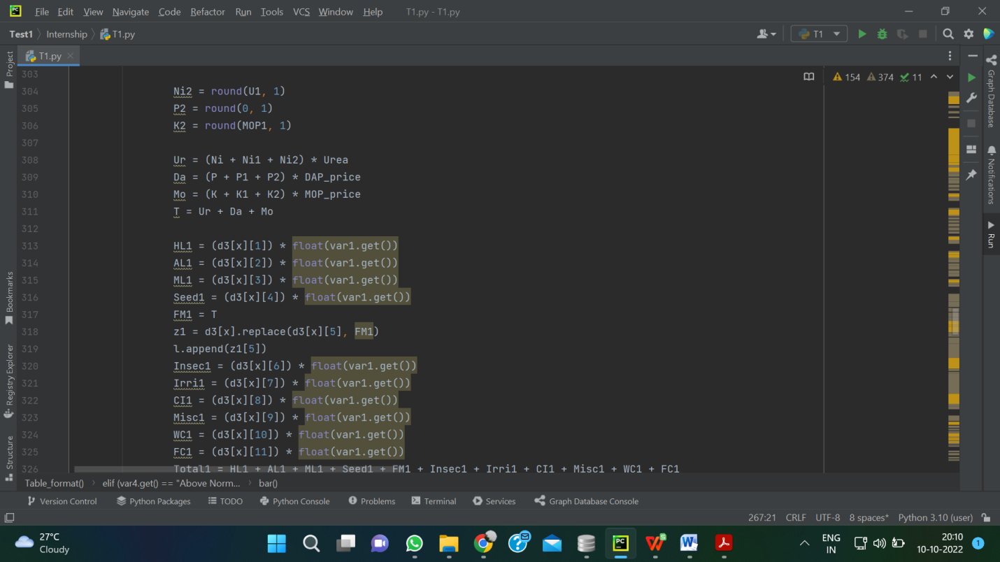 PC File Edit View Navigate Code Refactor Run Tools VCS Window Help T1.py - T1.py
Test1 Internship T1.py T1
T1.py
154 374 11
303
304 Ni2 = round(U1, 1)
305 P2 = round(0, 1)
306 K2 = round(MOP1, 1)
307
308 Ur = (Ni + Ni1 + Ni2) * Urea
309 Da = (P + P1 + P2) * DAP_price
310 Mo = (K + K1 + K2) * MOP_price
311 T = Ur + Da + Mo
312
313 HL1 = (d3[x][1]) * float(var1.get())
314 AL1 = (d3[x][2]) * float(var1.get())
315 ML1 = (d3[x][3]) * float(var1.get())
316 Seed1 = (d3[x][4]) * float(var1.get())
317 FM1 = T
318 z1 = d3[x].replace(d3[x][5], FM1)
319 l.append(z1[5])
320 Insec1 = (d3[x][6]) * float(var1.get())
321 Irri1 = (d3[x][7]) * float(var1.get())
322 CI1 = (d3[x][8]) * float(var1.get())
323 Misc1 = (d3[x][9]) * float(var1.get())
324 WC1 = (d3[x][10]) * float(var1.get())
325 FC1 = (d3[x][11]) * float(var1.get())
326 Total1 = HL1 + AL1 + ML1 + Seed1 + FM1 + Insec1 + Irri1 + CI1 + Misc1 + WC1 + FC1
Project
Bookmarks
Registry Explorer
Structure
Graph Database
Notifications
Run
Table_format() elif (var4.get() == "Above Norm... bar()
Version Control Python Packages TODO Python Console Problems Terminal Services Graph Database Console
267:21 CRLF UTF-8 8 spaces* Python 3.10 (user)
27°C
Cloudy
PC
ENG
IN
20:10
10-10-2022
1